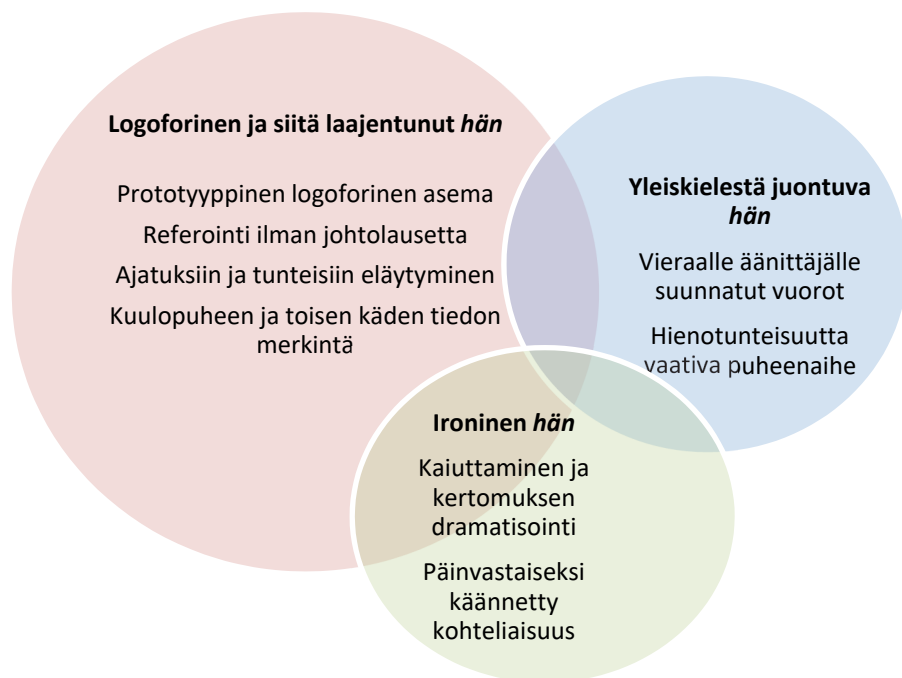 Logoforinen ja siitä laajentunut hän
Prototyyppinen logoforinen asema
Referointi ilman johtolausetta
Ajatuksiin ja tunteisiin eläytyminen
Kuulopuheen ja toisen käden tiedon
merkintä
Yleiskielestä juontuva
hän
Vieraalle äänittäjälle
suunnatut vuorot
Hienotunteisuutta
vaativa puheenaihe
Ironinen hän
Kaiuttaminen ja
kertomuksen
dramatisointi
Päinvastaiseksi
käännetty
kohteliaisuus